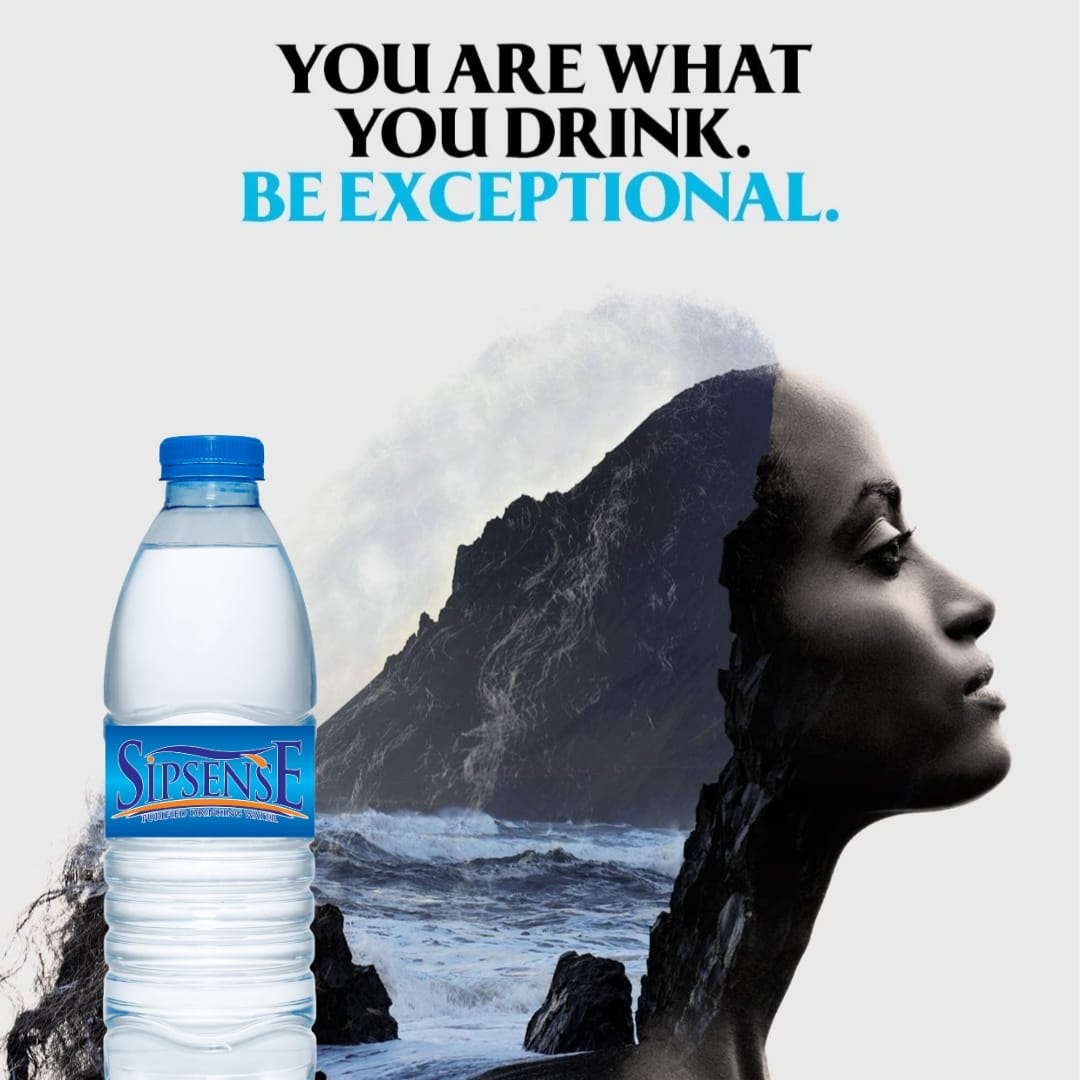 YOU ARE WHAT
YOU DRINK.
BE EXCEPTIONAL.
SIPSENSE
PURIFIED DRINKING WATER